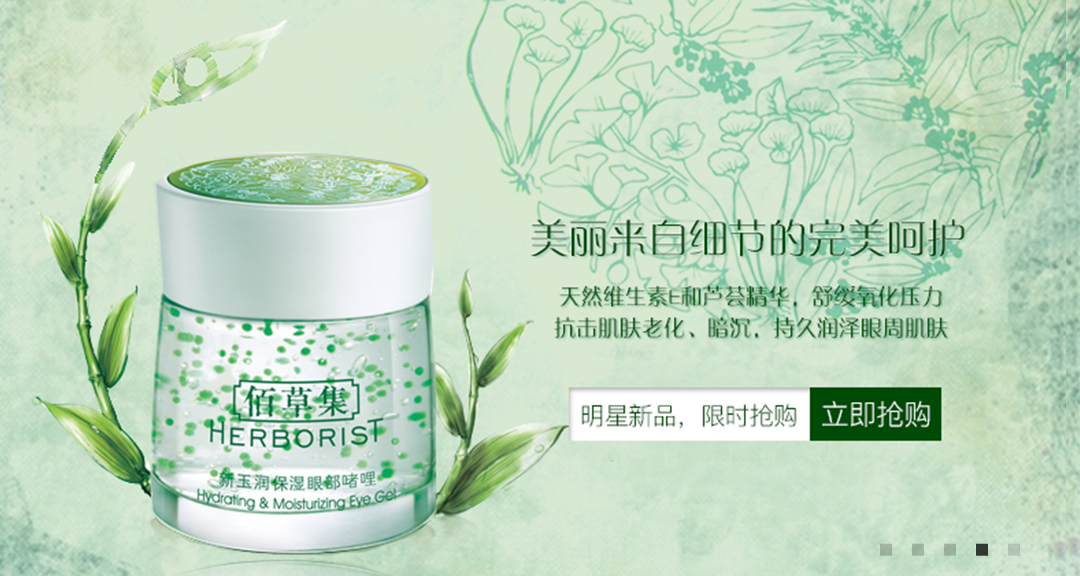 美丽来自细节的完美呵护
天然维生素E和芦荟精华，舒缓氧化压力
抗击肌肤老化、暗沉，持久润泽眼周肌肤
明星新品，限时抢购
立即抢购
佰草集
HERBORIST
新玉润保湿眼部啫哩
Hydrating & Moisturizing Eye Gel